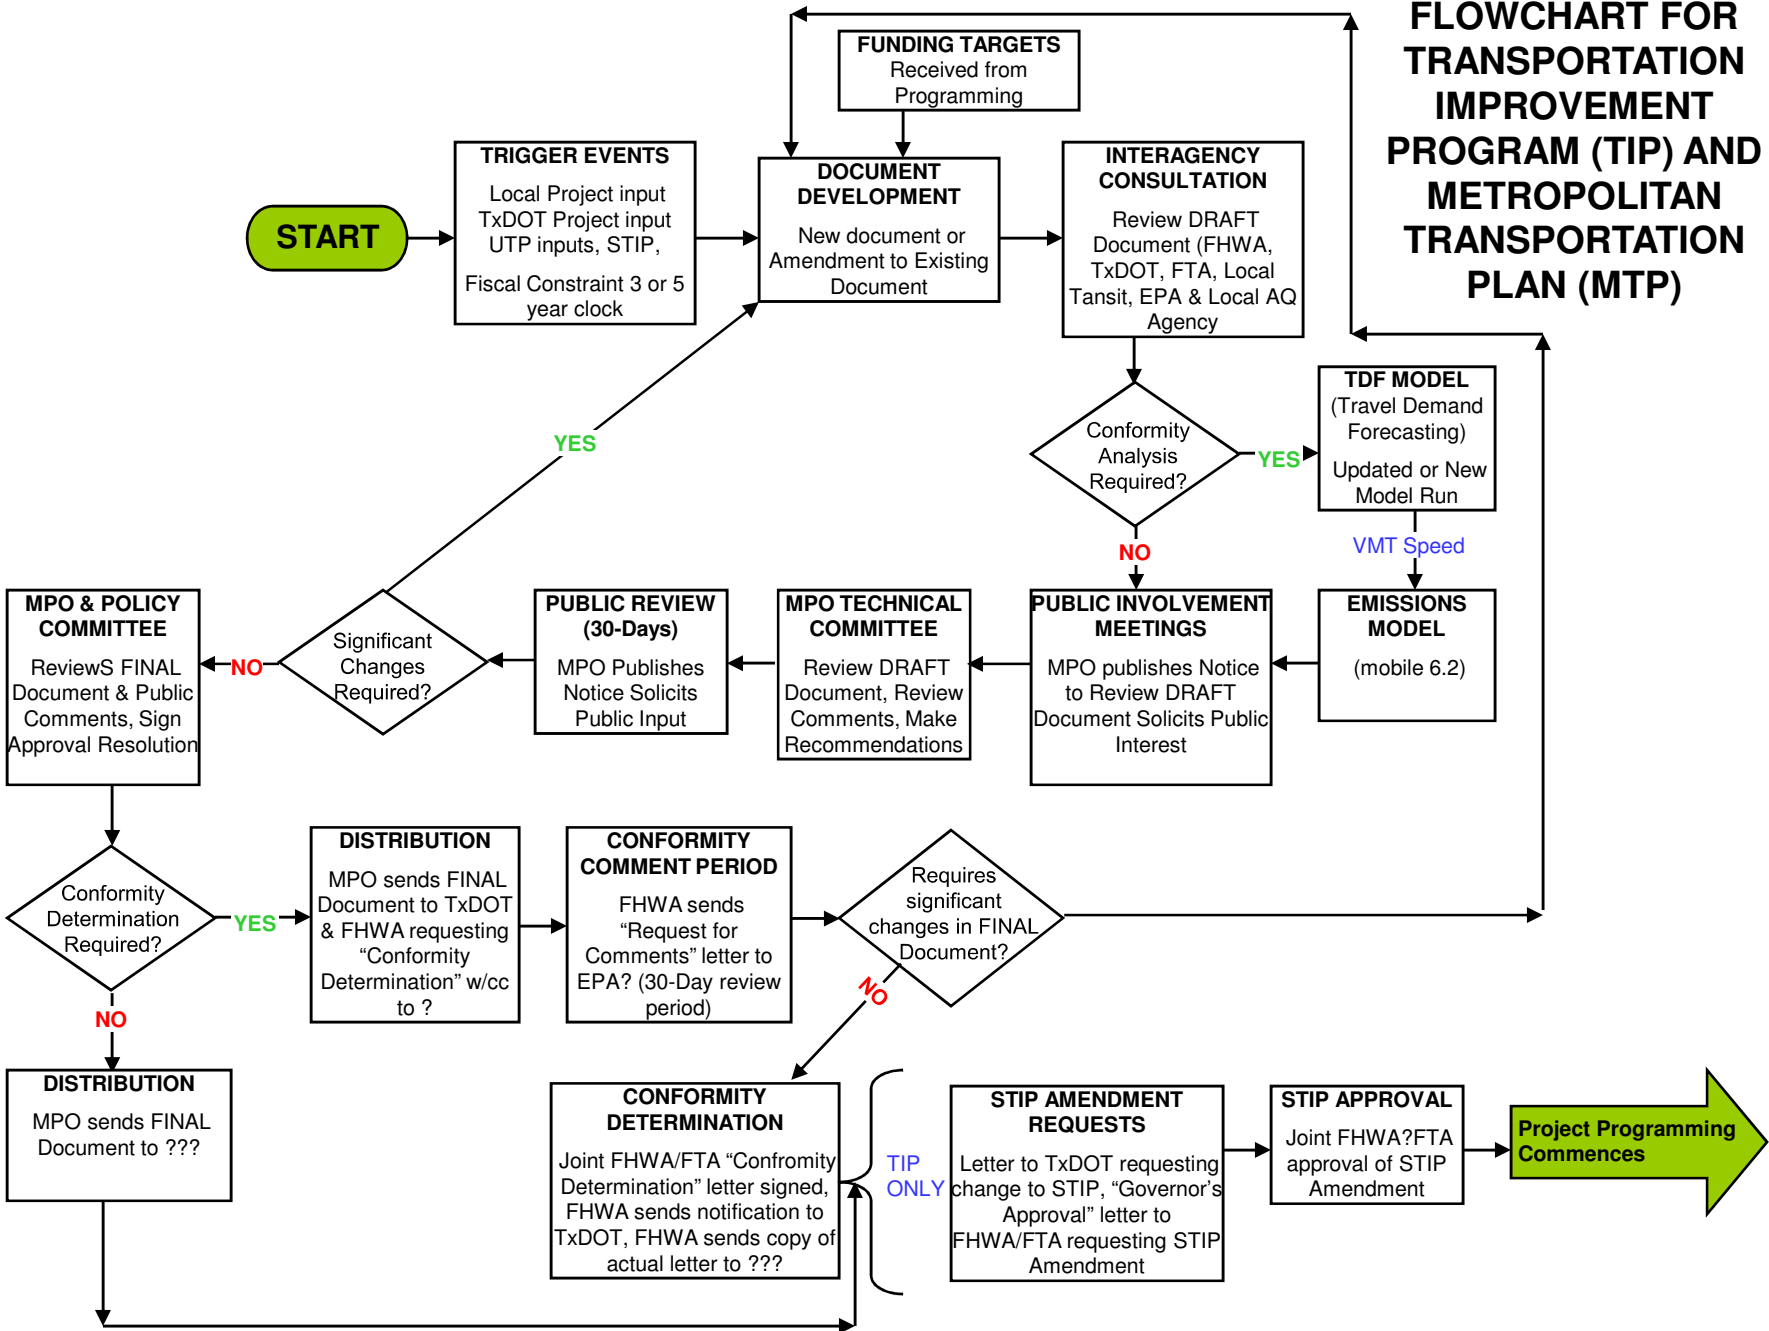 FLOWCHART FOR
TRANSPORTATION
IMPROVEMENT
PROGRAM (TIP) AND
METROPOLITAN
TRANSPORTATION
PLAN (MTP)
FUNDING TARGETS
Received from
Programming
START
TRIGGER EVENTS
Local Project input
TxDOT Project input
UTP inputs, STIP,
Fiscal Constraint 3 or 5
year clock
DOCUMENT
DEVELOPMENT
New document or
Amendment to Existing
Document
INTERAGENCY
CONSULTATION
Review DRAFT
Document (FHWA,
TxDOT, FTA, Local
Tansit, EPA & Local AQ
Agency
Conformity
Analysis
Required?
YES
NO
TDF MODEL
(Travel Demand
Forecasting)
Updated or New
Model Run
VMT Speed
EMISSIONS
MODEL
(mobile 6.2)
PUBLIC INVOLVEMENT
MEETINGS
MPO publishes Notice
to Review DRAFT
Document Solicits Public
Interest
MPO TECHNICAL
COMMITTEE
Review DRAFT
Document, Review
Comments, Make
Recommendations
PUBLIC REVIEW
(30-Days)
MPO Publishes
Notice Solicits
Public Input
Significant
Changes
Required?
YES
NO
MPO & POLICY
COMMITTEE
ReviewS FINAL
Document & Public
Comments, Sign
Approval Resolution
Conformity
Determination
Required?
YES
NO
DISTRIBUTION
MPO sends FINAL
Document to TxDOT
& FHWA requesting
“Conformity
Determination” w/cc
to ?
CONFORMITY
COMMENT PERIOD
FHWA sends
“Request for
Comments” letter to
EPA? (30-Day review
period)
Requires
significant
changes in FINAL
Document?
NO
DISTRIBUTION
MPO sends FINAL
Document to ???
CONFORMITY
DETERMINATION
Joint FHWA/FTA “Confromity
Determination” letter signed,
FHWA sends notification to
TxDOT, FHWA sends copy of
actual letter to ???
TIP
ONLY
STIP AMENDMENT
REQUESTS
Letter to TxDOT requesting
change to STIP, “Governor’s
Approval” letter to
FHWA/FTA requesting STIP
Amendment
STIP APPROVAL
Joint FHWA?FTA
approval of STIP
Amendment
Project Programming
Commences